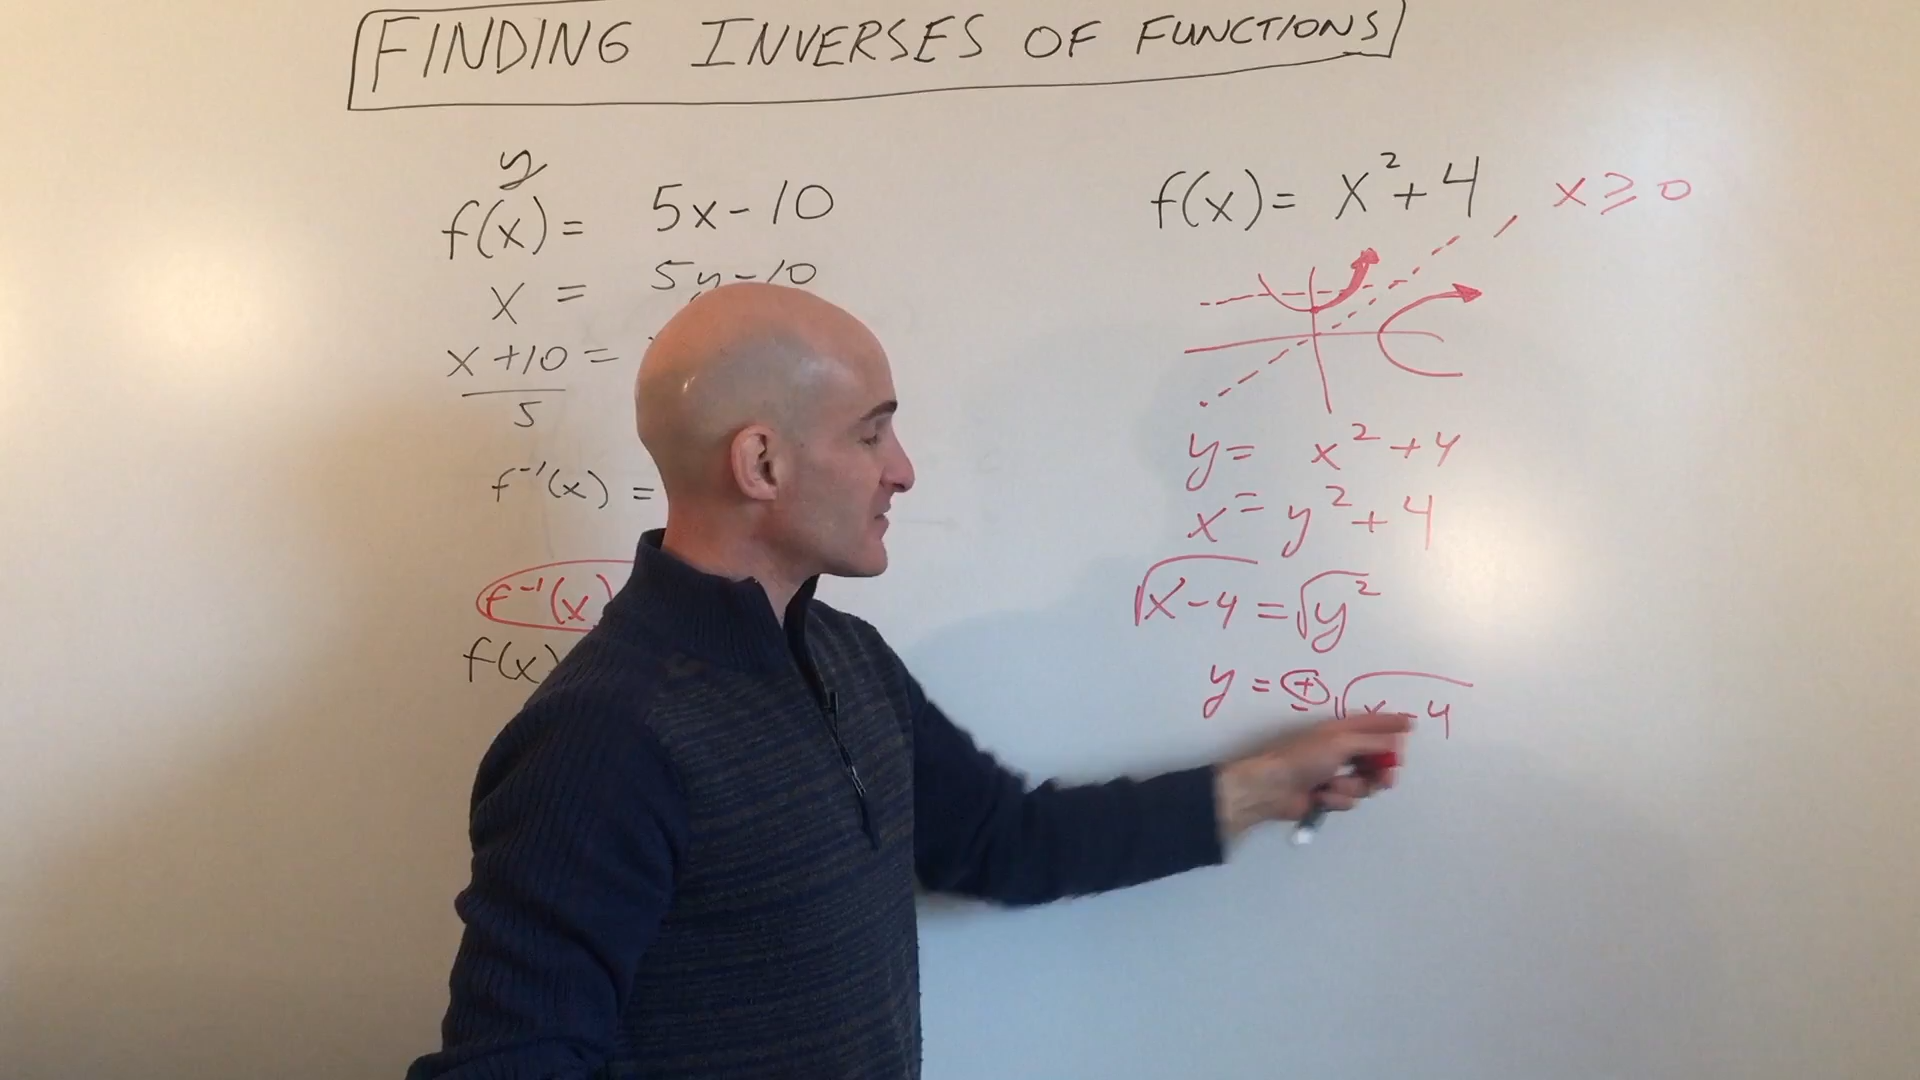 FINDING INVERSES OF FUNCTIONS
y
f(x) = 5x - 10
x = 5y - 10
x + 10 =
5
f⁻¹(x) =
f⁻¹(x)
f(x)
f(x) = x² + 4 x ≥ 0
y = x² + 4
x = y² + 4
√x - 4 = √y²
y = ± √x - 4